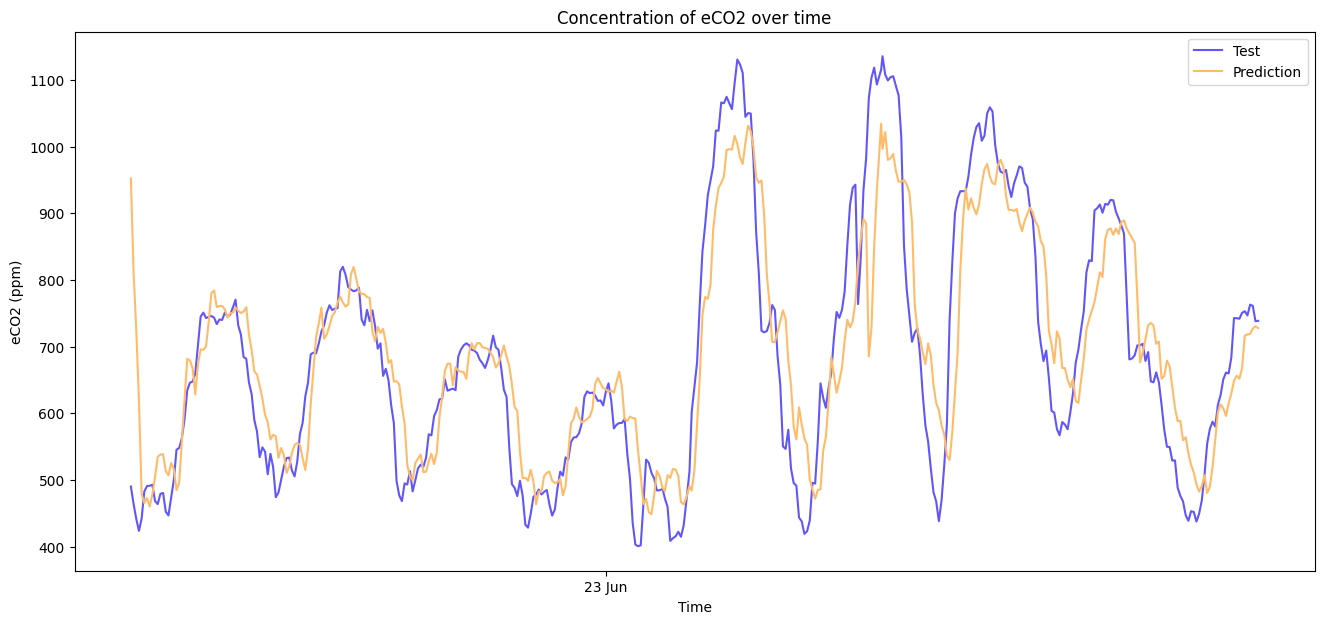 Concentration of eCO2 over time
Test
Prediction
eCO2 (ppm)
1100
1000
900
800
700
600
500
400
23 Jun
Time